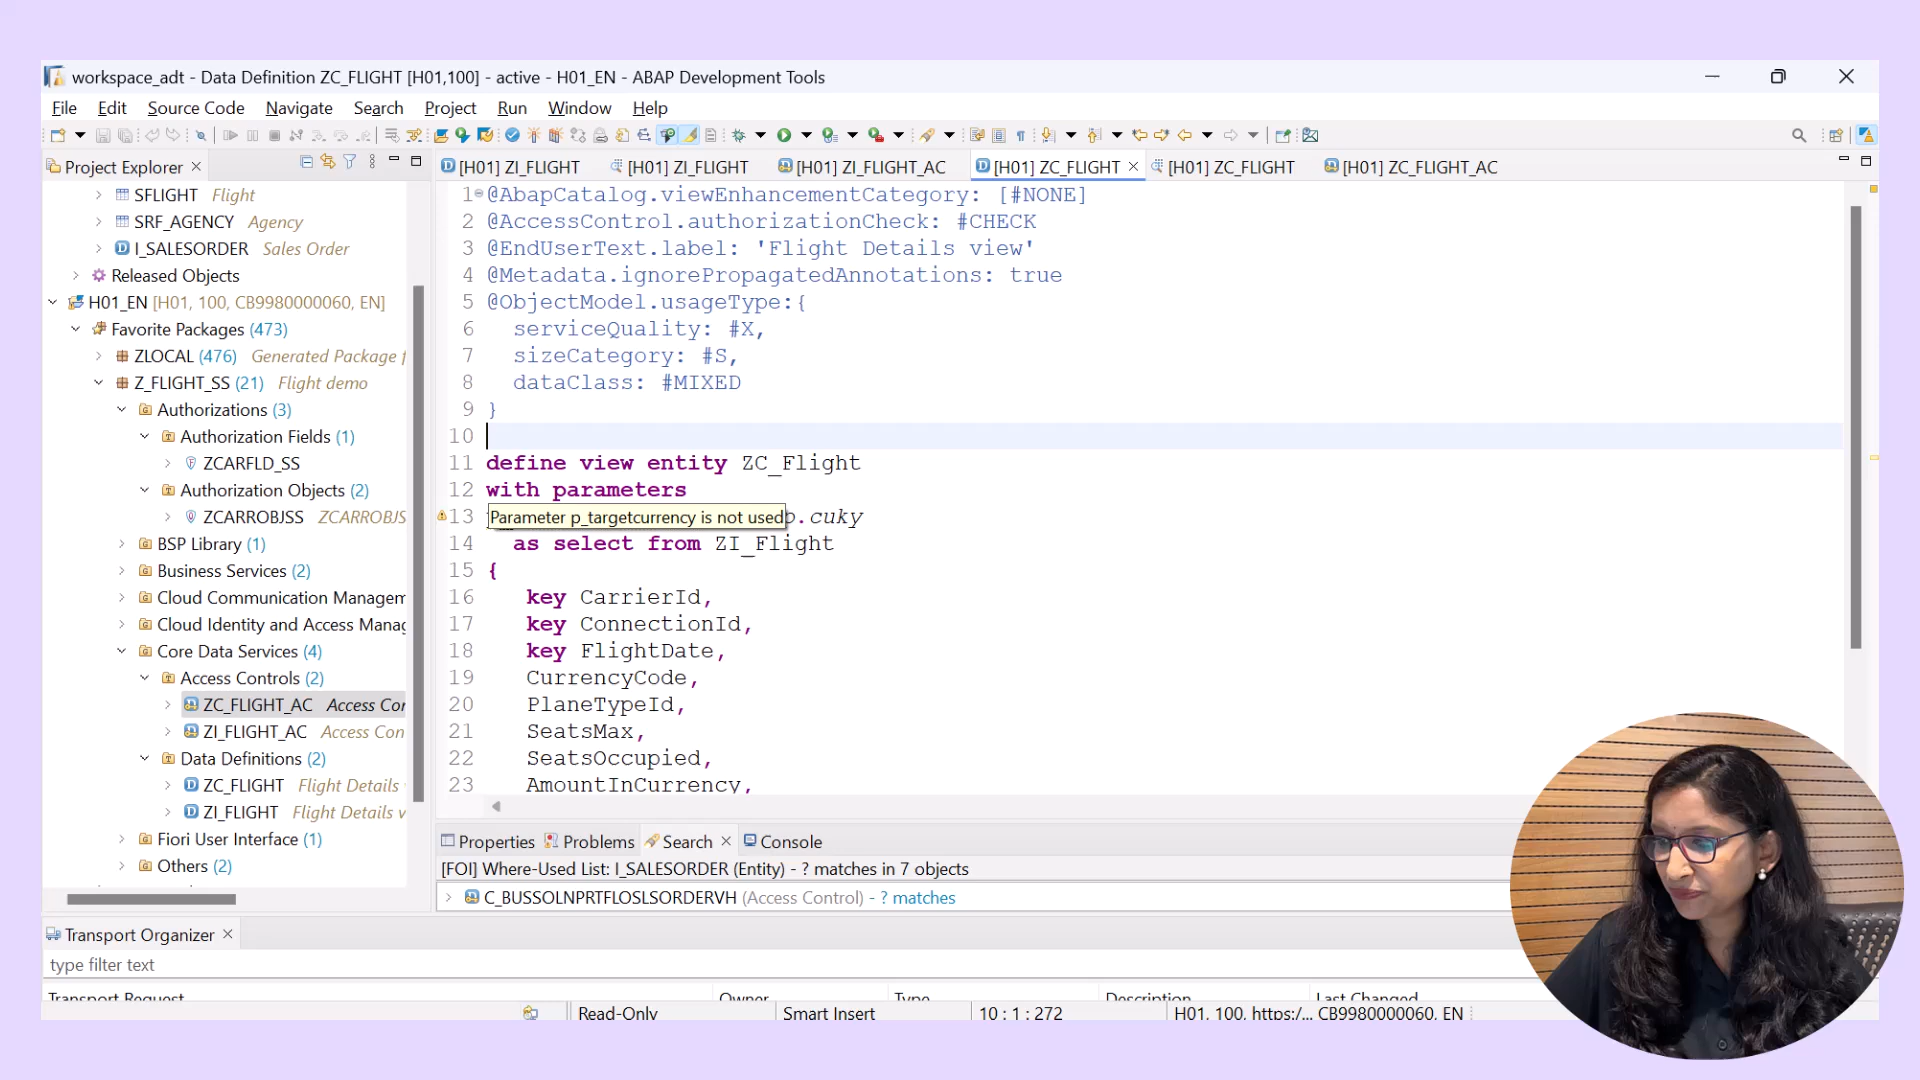 workspace_adt - Data Definition ZC_FLIGHT [H01,100] - active - H01_EN - ABAP Development Tools
File Edit Source Code Navigate Search Project Run Window Help
Project Explorer
[H01] ZI_FLIGHT [H01] ZI_FLIGHT [H01] ZI_FLIGHT_AC [H01] ZC_FLIGHT [H01] ZC_FLIGHT [H01] ZC_FLIGHT_AC
SFLIGHT Flight
SRF_AGENCY Agency
I_SALESORDER Sales Order
Released Objects
H01_EN [H01, 100, CB9980000060, EN]
Favorite Packages (473)
ZLOCAL (476) Generated Package f
Z_FLIGHT_SS (21) Flight demo
Authorizations (3)
Authorization Fields (1)
ZCARFLD_SS
Authorization Objects (2)
ZCARROBJSS ZCARROBJS
BSP Library (1)
Business Services (2)
Cloud Communication Managem
Cloud Identity and Access Manag
Core Data Services (4)
Access Controls (2)
ZC_FLIGHT_AC Access Cor
ZI_FLIGHT_AC Access Con
Data Definitions (2)
ZC_FLIGHT Flight Details
ZI_FLIGHT Flight Details v
Fiori User Interface (1)
Others (2)
1 @AbapCatalog.viewEnhancementCategory: [#NONE]
2 @AccessControl.authorizationCheck: #CHECK
3 @EndUserText.label: 'Flight Details view'
4 @Metadata.ignorePropagatedAnnotations: true
5 @ObjectModel.usageType:{
6 serviceQuality: #X,
7 sizeCategory: #S,
8 dataClass: #MIXED
9 }
10
11 define view entity ZC_Flight
12 with parameters
13 Parameter p_targetcurrency is not used p.cuky
14 as select from ZI_Flight
15 {
16 key CarrierId,
17 key ConnectionId,
18 key FlightDate,
19 CurrencyCode,
20 PlaneTypeId,
21 SeatsMax,
22 SeatsOccupied,
23 AmountInCurrency,
Properties Problems Search Console
[FOI] Where-Used List: I_SALESORDER (Entity) - ? matches in 7 objects
C_BUSSOLNPRTFLOSLSORDERVH (Access Control) - ? matches
Transport Organizer
type filter text
Transport Request Owner Type Description Last Changed
Read-Only Smart Insert 10 : 1 : 272 H01, 100, https:/... CB9980000060, EN